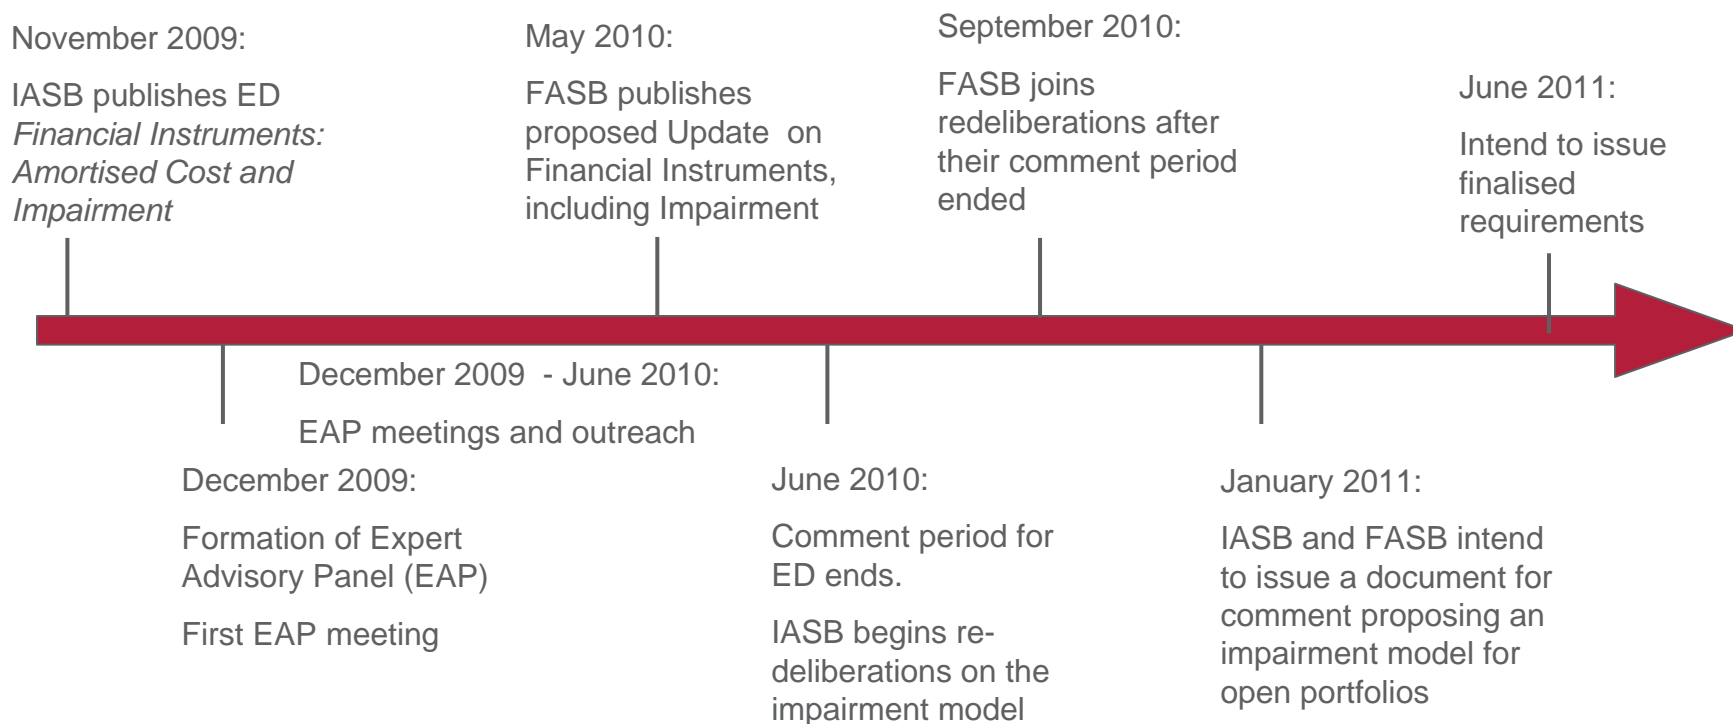 November 2009:
IASB publishes ED
Financial Instruments:
Amortised Cost and
Impairment
May 2010:
FASB publishes
proposed Update  on
Financial Instruments,
including Impairment
September 2010:
FASB joins
redeliberations after
their comment period
ended
June 2011:
Intend to issue
finalised
requirements
December 2009  - June 2010:
EAP meetings and outreach
December 2009:
Formation of Expert
Advisory Panel (EAP)
First EAP meeting
June 2010:
Comment period for
ED ends.
IASB begins re-
deliberations on the
impairment model
January 2011:
IASB and FASB intend
to issue a document for
comment proposing an
impairment model for
open portfolios